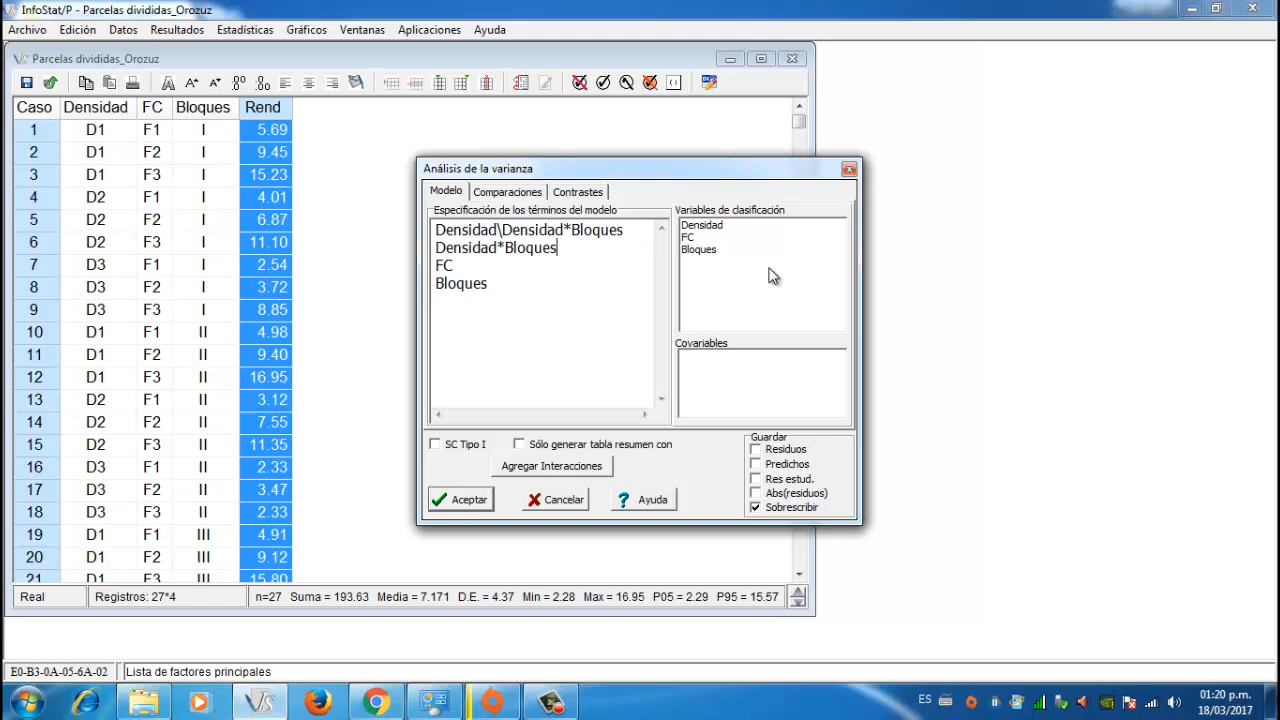 InfoStat/P - Parcelas divididas_Orozuz
Archivo Edición Datos Resultados Estadísticas Gráficos Ventanas Aplicaciones Ayuda
Parcelas divididas_Orozuz
Caso Densidad FC Bloques Rend
1 D1 F1 I 5.69
2 D1 F2 I 9.45
3 D1 F3 I 15.23
4 D2 F1 I 4.01
5 D2 F2 I 6.87
6 D2 F3 I 11.10
7 D3 F1 I 2.54
8 D3 F2 I 3.72
9 D3 F3 I 8.85
10 D1 F1 II 4.98
11 D1 F2 II 9.40
12 D1 F3 II 16.95
13 D2 F1 II 3.12
14 D2 F2 II 7.55
15 D2 F3 II 11.35
16 D3 F1 II 2.33
17 D3 F2 II 3.47
18 D3 F3 II 2.33
19 D1 F1 III 4.91
20 D1 F2 III 9.12
21 D1 F3 III 15.80
Real Registros: 27*4 n=27 Suma = 193.63 Media = 7.171 D.E. = 4.37 Min = 2.28 Max = 16.95 P05 = 2.29 P95 = 15.57
Análisis de la varianza
Modelo Comparaciones Contrastes
Especificación de los términos del modelo
Densidad\Densidad*Bloques
Densidad*Bloques
FC
Bloques
Variables de clasificación
Densidad
FC
Bloques
Covariables
SC Tipo I Sólo generar tabla resumen con
Agregar Interacciones
Aceptar Cancelar Ayuda
Guardar
Residuos
Predichos
Res estud.
Abs(residuos)
Sobrescribir
E0-B3-0A-05-6A-02 Lista de factores principales
ES
01:20 p.m.
18/03/2017